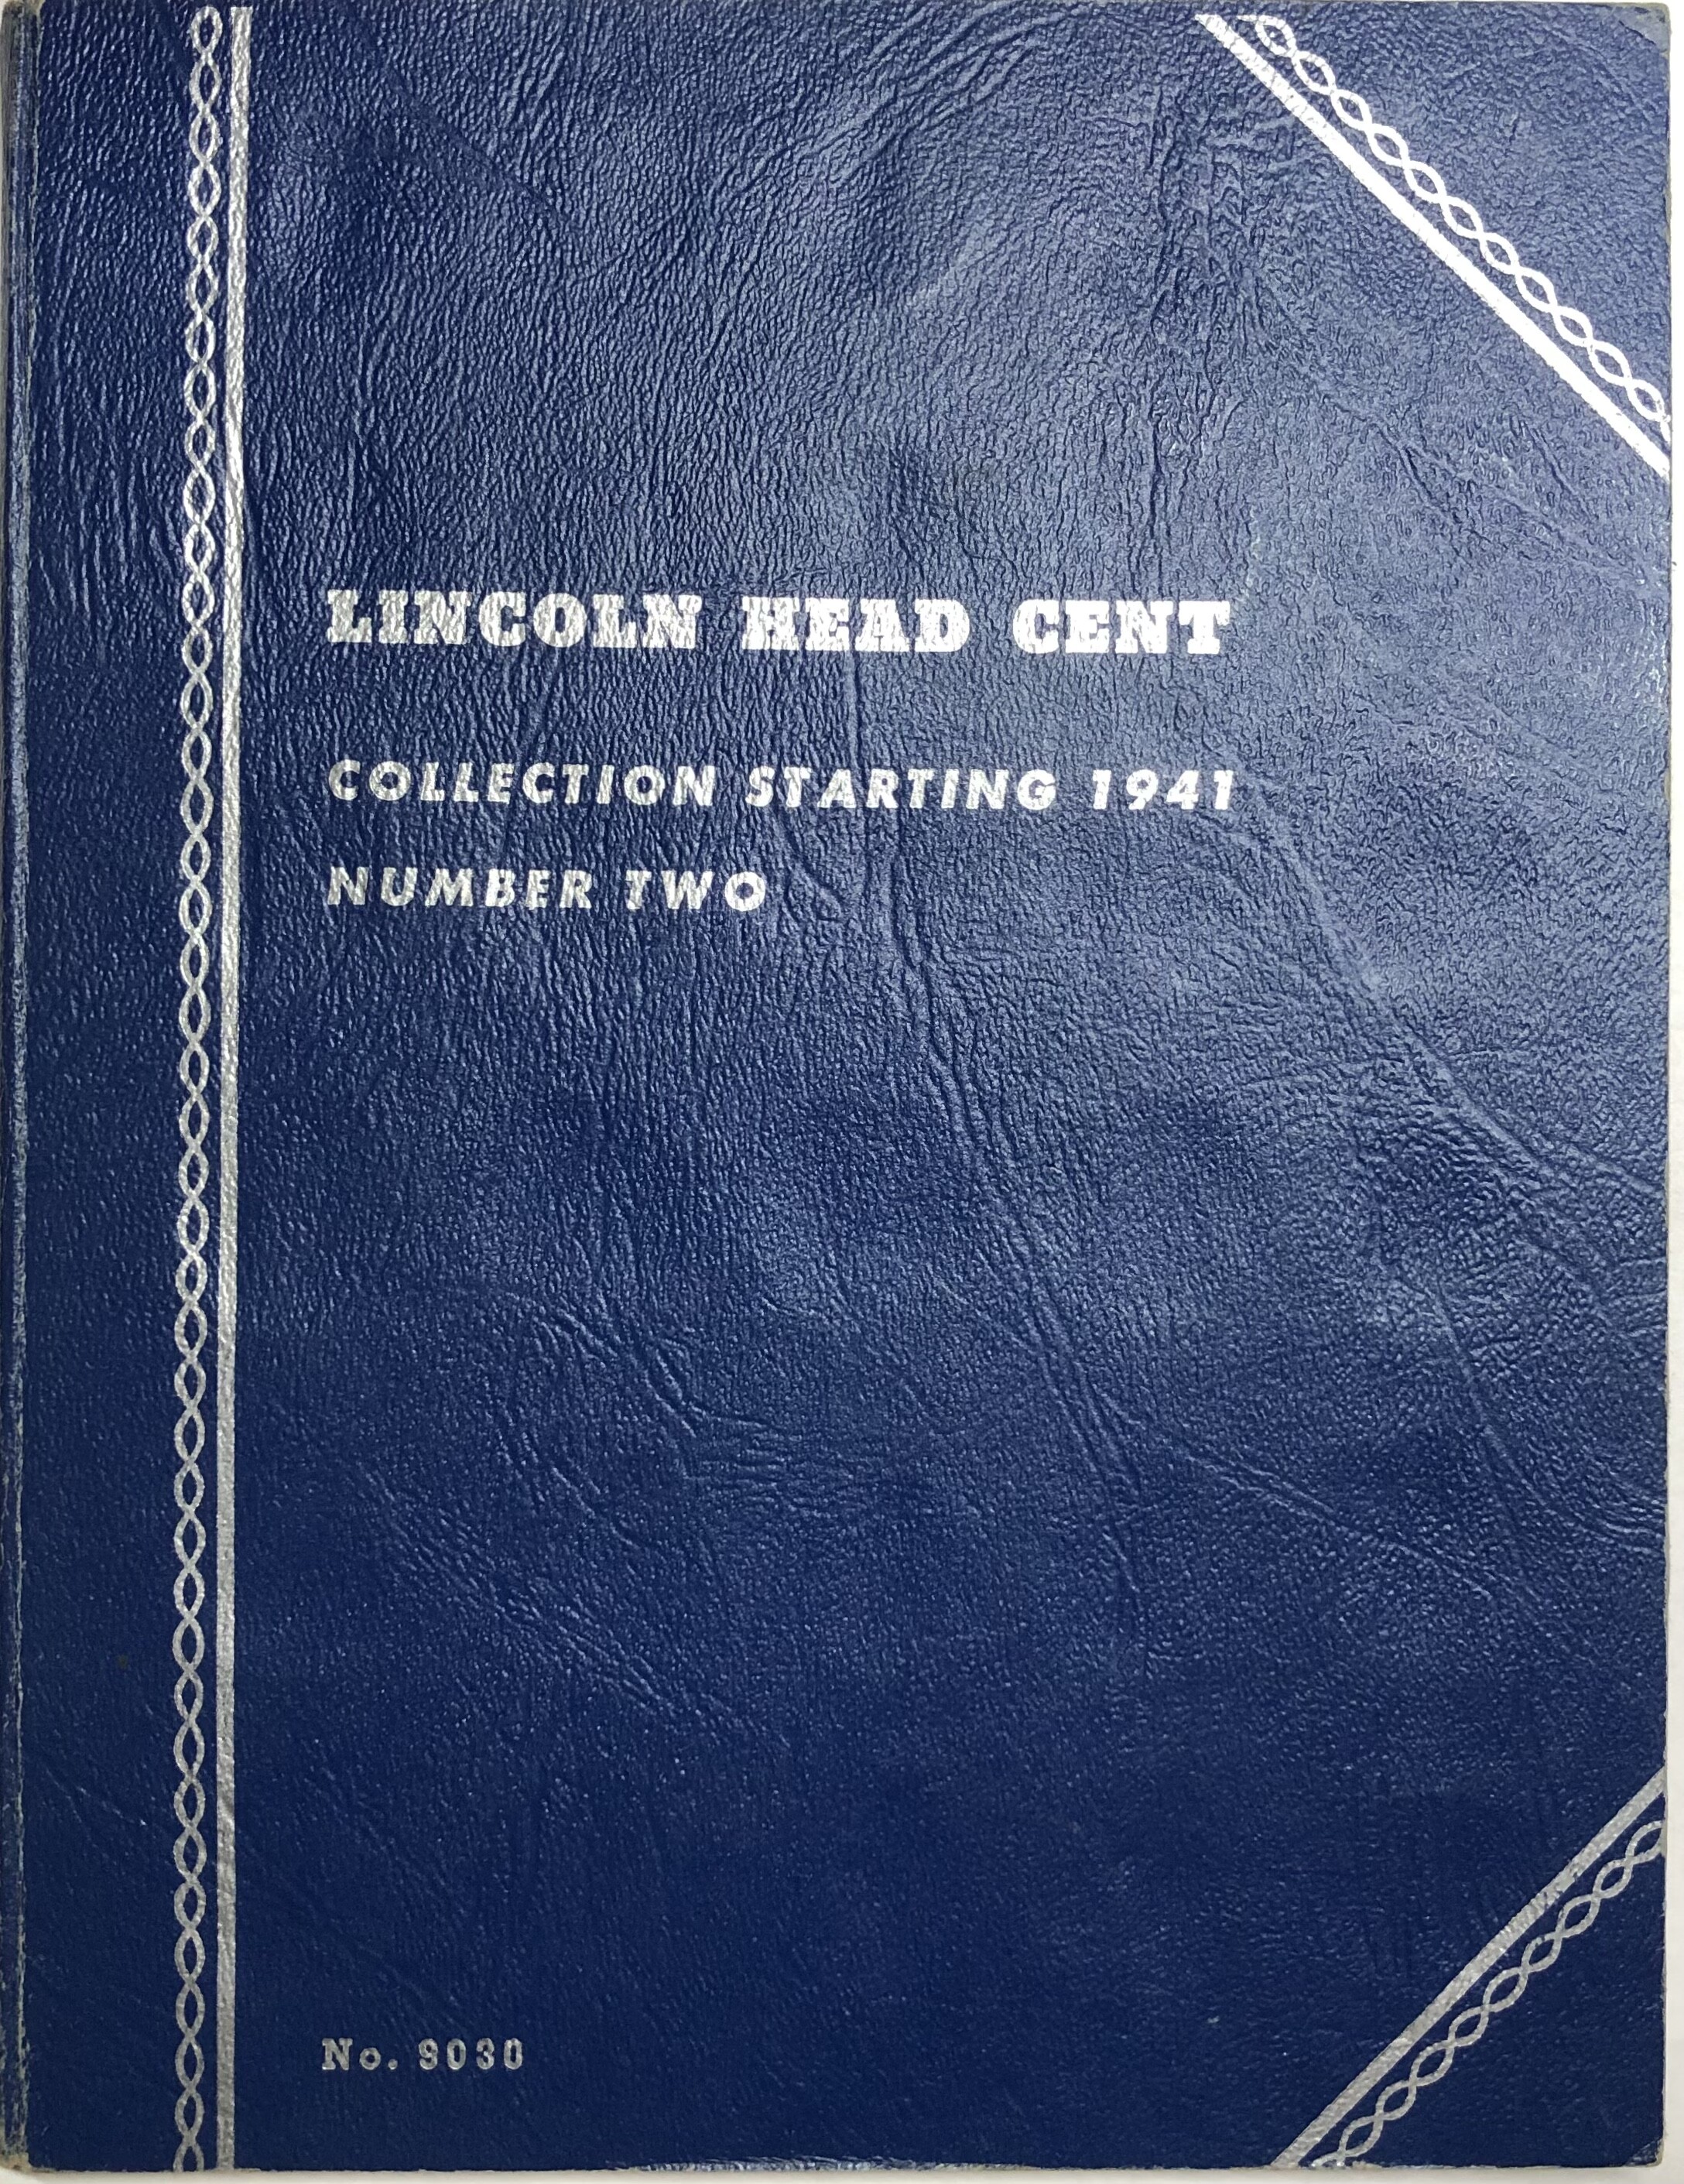 LINCOLN HEAD CENT
COLLECTION STARTING 1941
NUMBER TWO
No. 9030